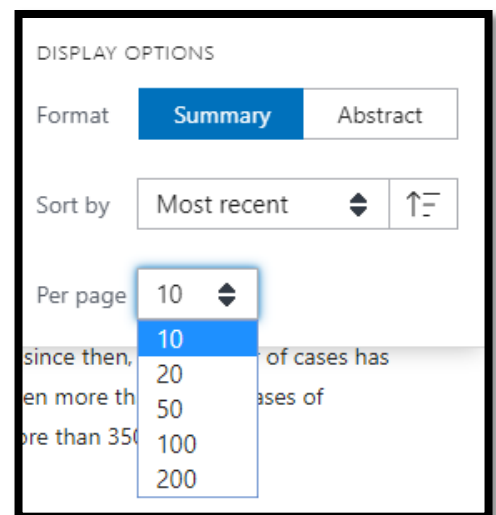 DISPLAY OPTIONS
Format Summary Abstract
Sort by Most recent
Per page 10
10
since then, of cases has
20
en more th ases of
50
ore than 350
100
200